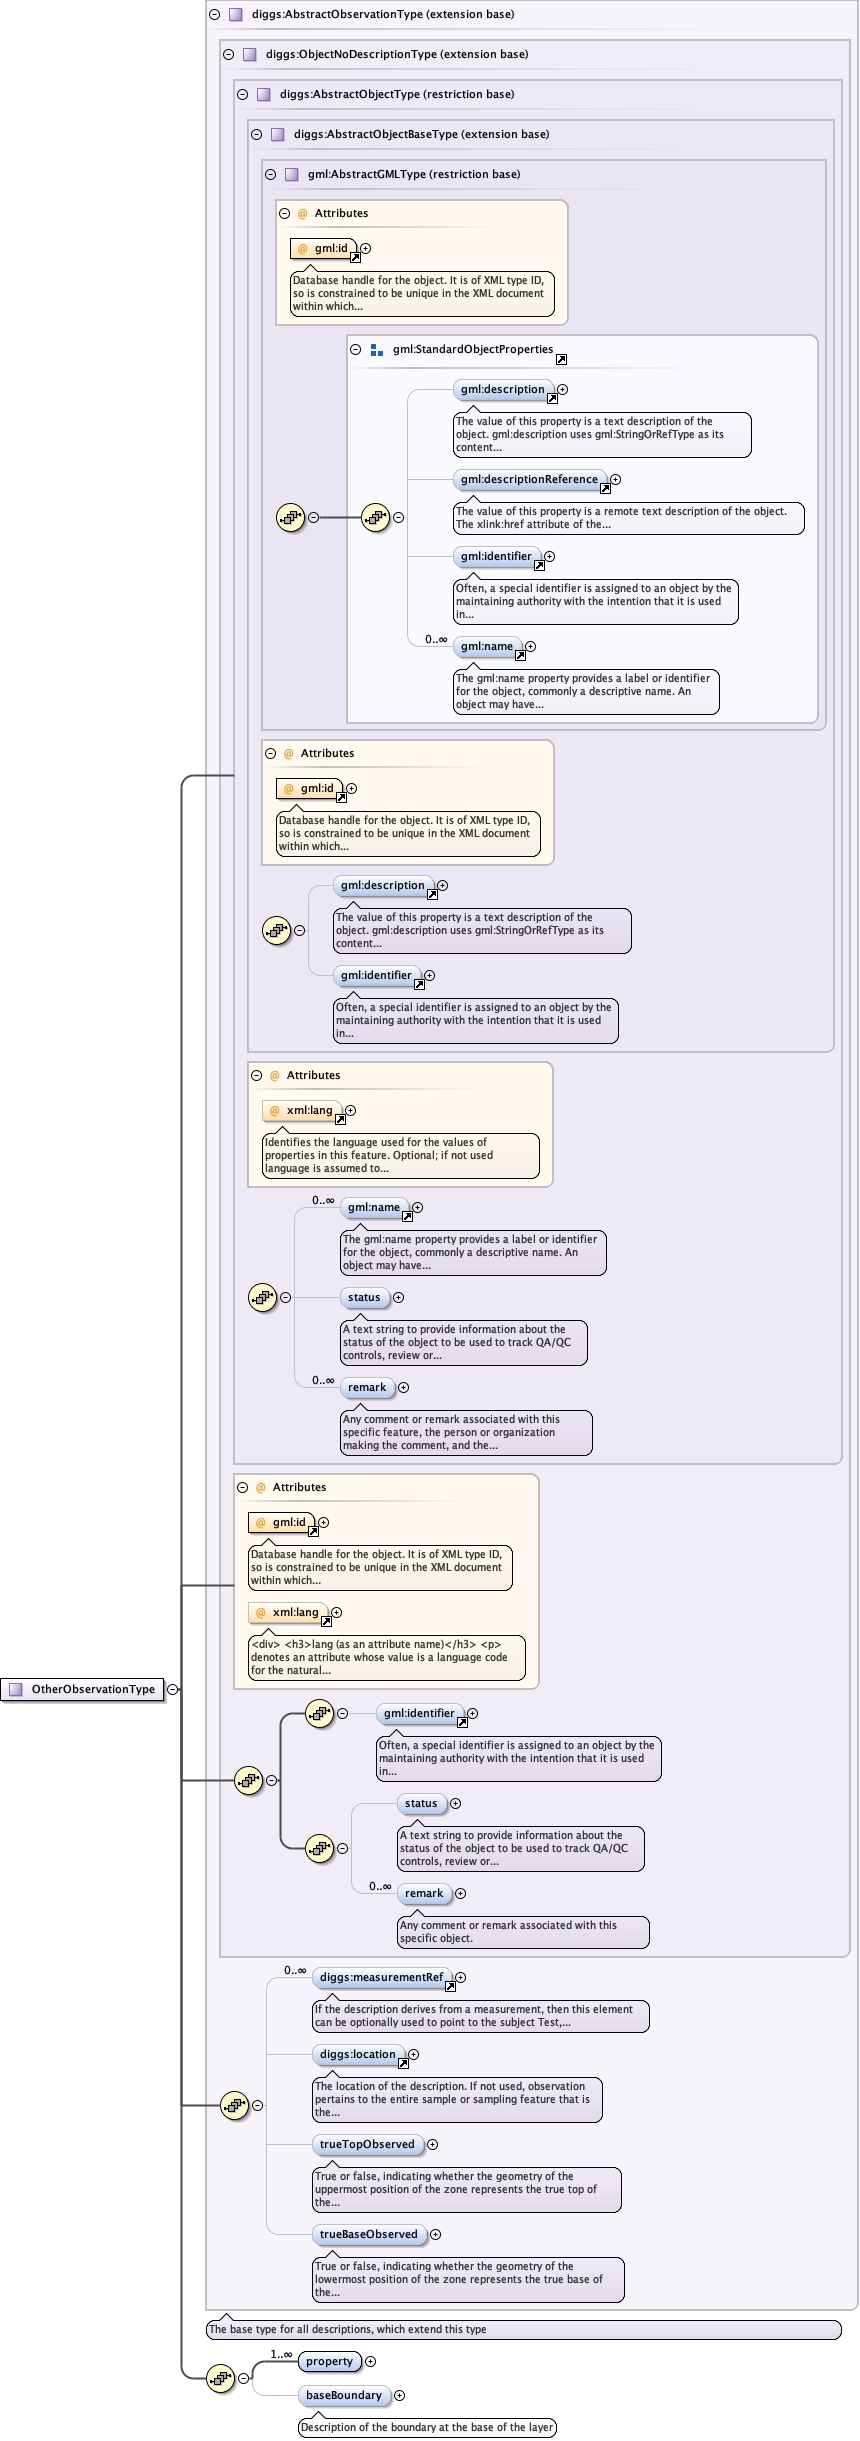 diggs:AbstractObservationType (extension base)
diggs:ObjectNoDescriptionType (extension base)
diggs:AbstractObjectType (restriction base)
diggs:AbstractObjectBaseType (extension base)
gml:AbstractGMLType (restriction base)
@ Attributes
@ gml:id
Database handle for the object. It is of XML type ID,
so is constrained to be unique in the XML document
within which...
gml:StandardObjectProperties
gml:description
The value of this property is a text description of the
object. gml:description uses gml:StringOrRefType as its
content...
gml:descriptionReference
The value of this property is a remote text description of the object.
The xlink:href attribute of the...
gml:identifier
Often, a special identifier is assigned to an object by the
maintaining authority with the intention that it is used
in...
0..∞
gml:name
The gml:name property provides a label or identifier
for the object, commonly a descriptive name. An
object may have...
@ Attributes
@ gml:id
Database handle for the object. It is of XML type ID,
so is constrained to be unique in the XML document
within which...
gml:description
The value of this property is a text description of the
object. gml:description uses gml:StringOrRefType as its
content...
gml:identifier
Often, a special identifier is assigned to an object by the
maintaining authority with the intention that it is used
in...
@ Attributes
@ xml:lang
Identifies the language used for the values of
properties in this feature. Optional; if not used
language is assumed to...
0..∞
gml:name
The gml:name property provides a label or identifier
for the object, commonly a descriptive name. An
object may have...
status
A text string to provide information about the
status of the object to be used to track QA/QC
controls, review or...
0..∞
remark
Any comment or remark associated with this
specific feature, the person or organization
making the comment, and the...
@ Attributes
@ gml:id
Database handle for the object. It is of XML type ID,
so is constrained to be unique in the XML document
within which...
@ xml:lang
<div> <h3>lang (as an attribute name)</h3> <p>
denotes an attribute whose value is a language code
for the natural...
OtherObservationType
gml:identifier
Often, a special identifier is assigned to an object by the
maintaining authority with the intention that it is used
in...
status
A text string to provide information about the
status of the object to be used to track QA/QC
controls, review or...
0..∞
remark
Any comment or remark associated with this
specific object.
0..∞
diggs:measurementRef
If the description derives from a measurement, then this element
can be optionally used to point to the subject Test,...
diggs:location
The location of the description. If not used, observation
pertains to the entire sample or sampling feature that is
the...
trueTopObserved
True or false, indicating whether the geometry of the
uppermost position of the zone represents the true top of
the...
trueBaseObserved
True or false, indicating whether the geometry of the
lowermost position of the zone represents the true base of
the...
The base type for all descriptions, which extend this type
1..∞
property
baseBoundary
Description of the boundary at the base of the layer